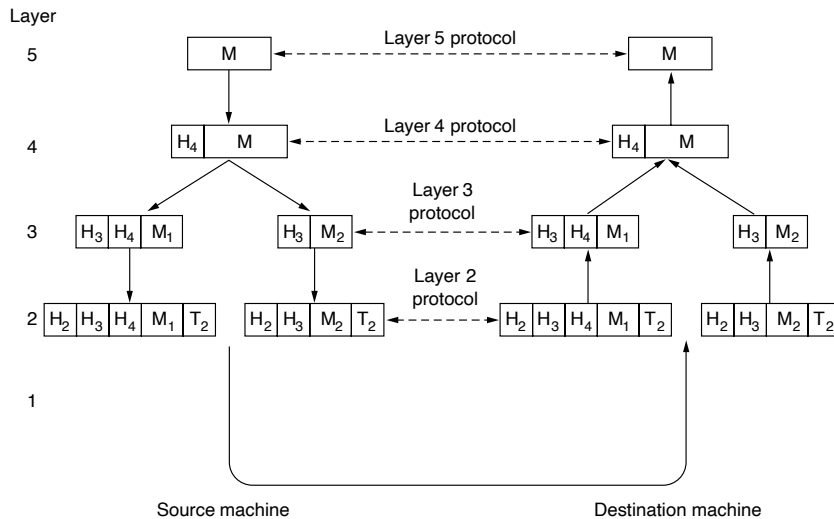 Layer
5
M
Layer 5 protocol
M
4
H4 M
Layer 4 protocol
H4 M
3
H3 H4 M1
H3 M2
Layer 3
protocol
H3 H4 M1
H3 M2
2
H2 H3 H4 M1 T2
H2 H3 M2 T2
Layer 2
protocol
H2 H3 H4 M1 T2
H2 H3 M2 T2
1
Source machine
Destination machine